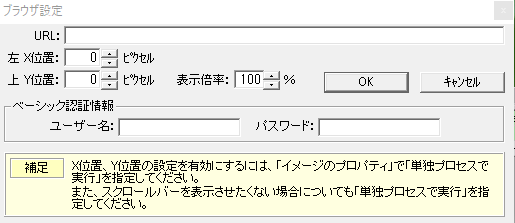 ブラウザ設定
URL:
左 X位置: 0 ﾋﾟｸｾﾙ
上 Y位置: 0 ﾋﾟｸｾﾙ 表示倍率: 100 % OK ｷｬﾝｾﾙ
ベーシック認証情報
ユーザー名: パスワード:
補足 X位置、Y位置の設定を有効にするには、「イメージのプロパティ」で「単独プロセスで
実行」を指定してください。
また、スクロールバーを表示させたくない場合についても「単独プロセスで実行」を指
定してください。